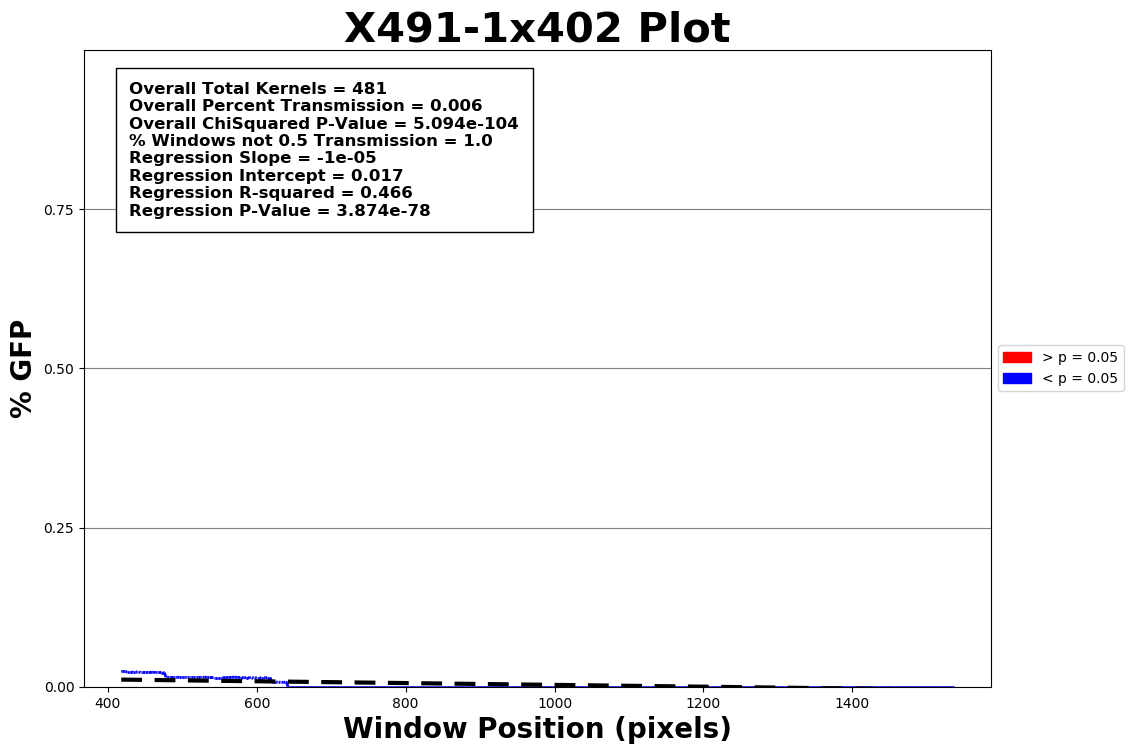 X491-1x402 Plot
Overall Total Kernels = 481
Overall Percent Transmission = 0.006
Overall ChiSquared P-Value = 5.094e-104
% Windows not 0.5 Transmission = 1.0
Regression Slope = -1e-05
Regression Intercept = 0.017
Regression R-squared = 0.466
Regression P-Value = 3.874e-78
% GFP
0.75
0.50
0.25
0.00
400 600 800 1000 1200 1400
Window Position (pixels)
> p = 0.05
< p = 0.05